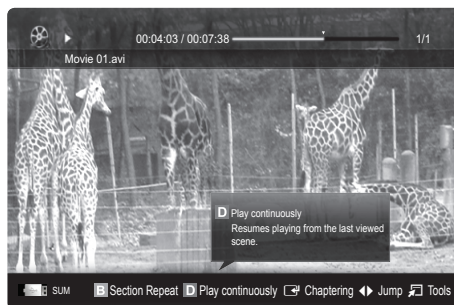 00:04:03 / 00:07:38 1/1
Movie 01.avi
D Play continuously
Resumes playing from the last viewed
scene.
SUM B Section Repeat D Play continuously Chaptering Jump Tools